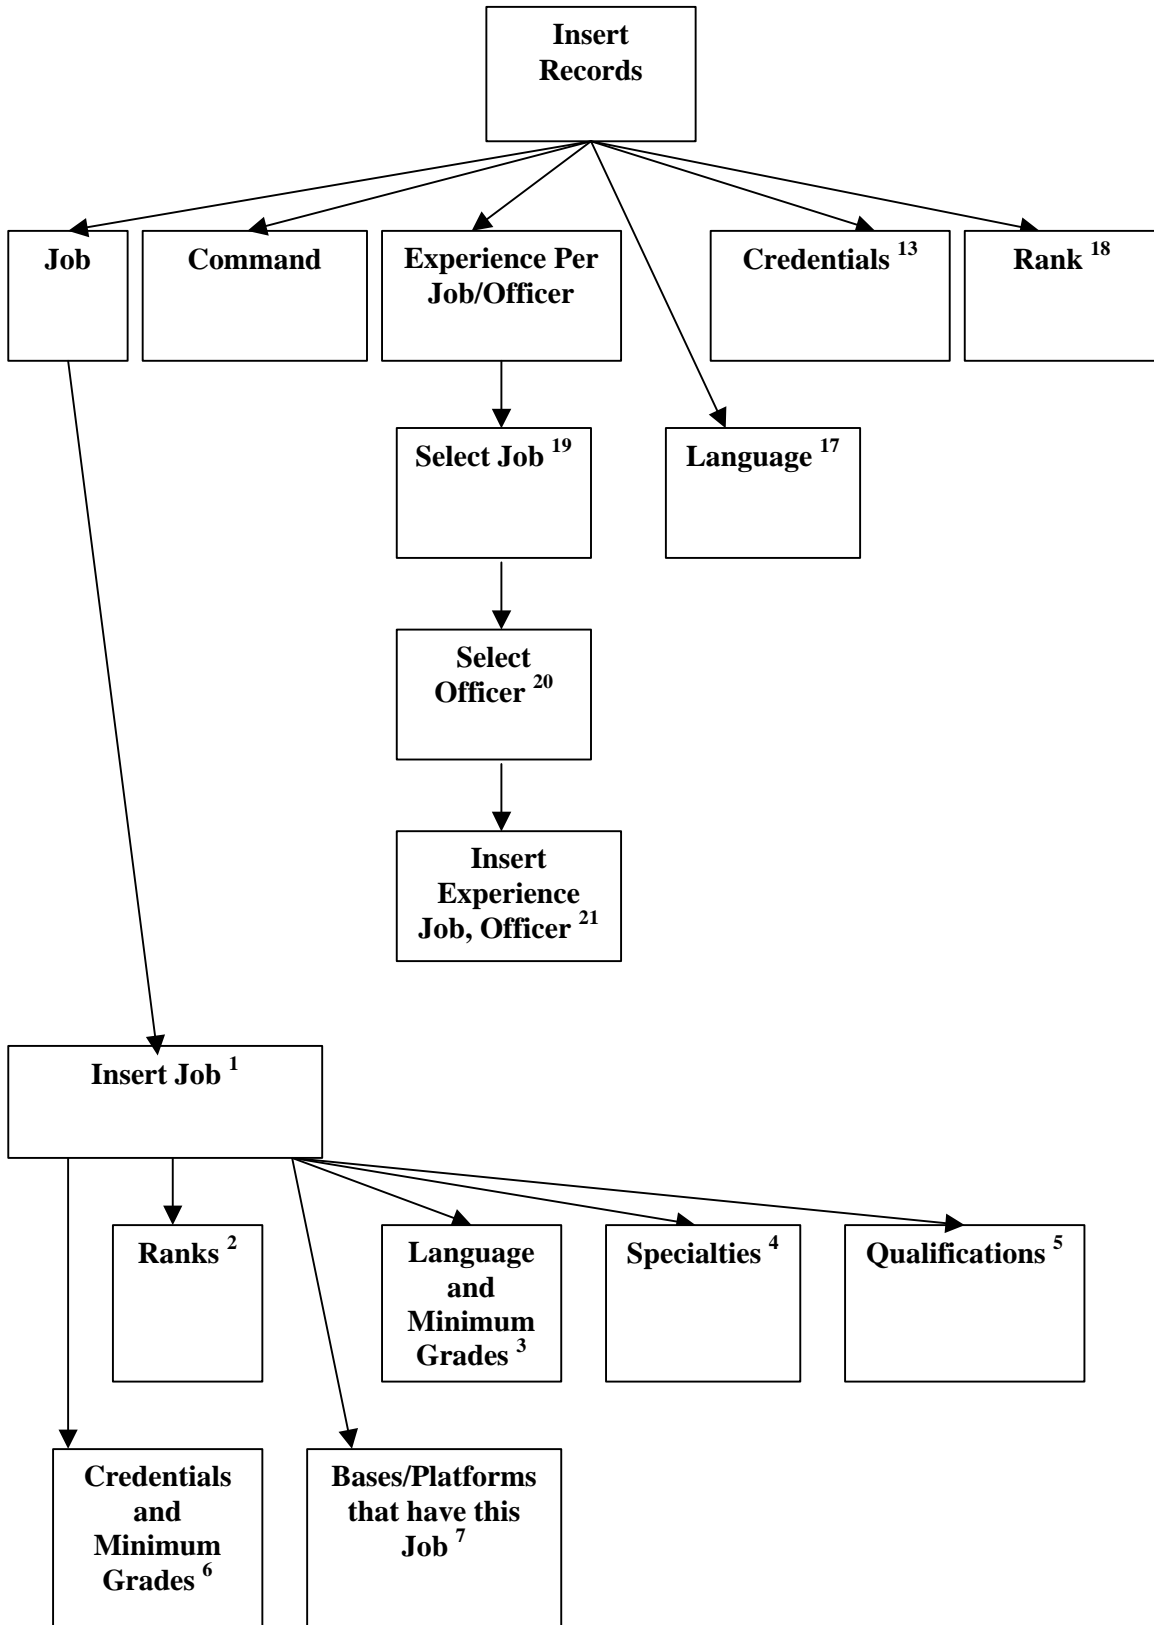 Insert
Records
Job
Command
Experience Per
Job/Officer
Credentials 13
Rank 18
Select Job 19
Language 17
Select
Officer 20
Insert
Experience
Job, Officer 21
Insert Job 1
Ranks 2
Language
and
Minimum
Grades 3
Specialties 4
Qualifications 5
Credentials
and
Minimum
Grades 6
Bases/Platforms
that have this
Job 7